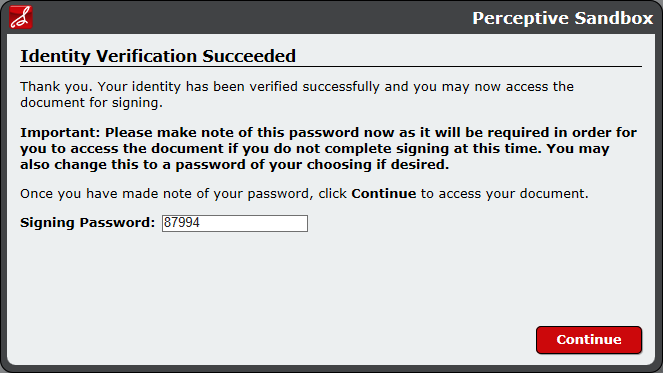 Perceptive Sandbox
Identity Verification Succeeded
Thank you. Your identity has been verified successfully and you may now access the
document for signing.
Important: Please make note of this password now as it will be required in order for
you to access the document if you do not complete signing at this time. You may
also change this to a password of your choosing if desired.
Once you have made note of your password, click Continue to access your document.
Signing Password: 87994
Continue